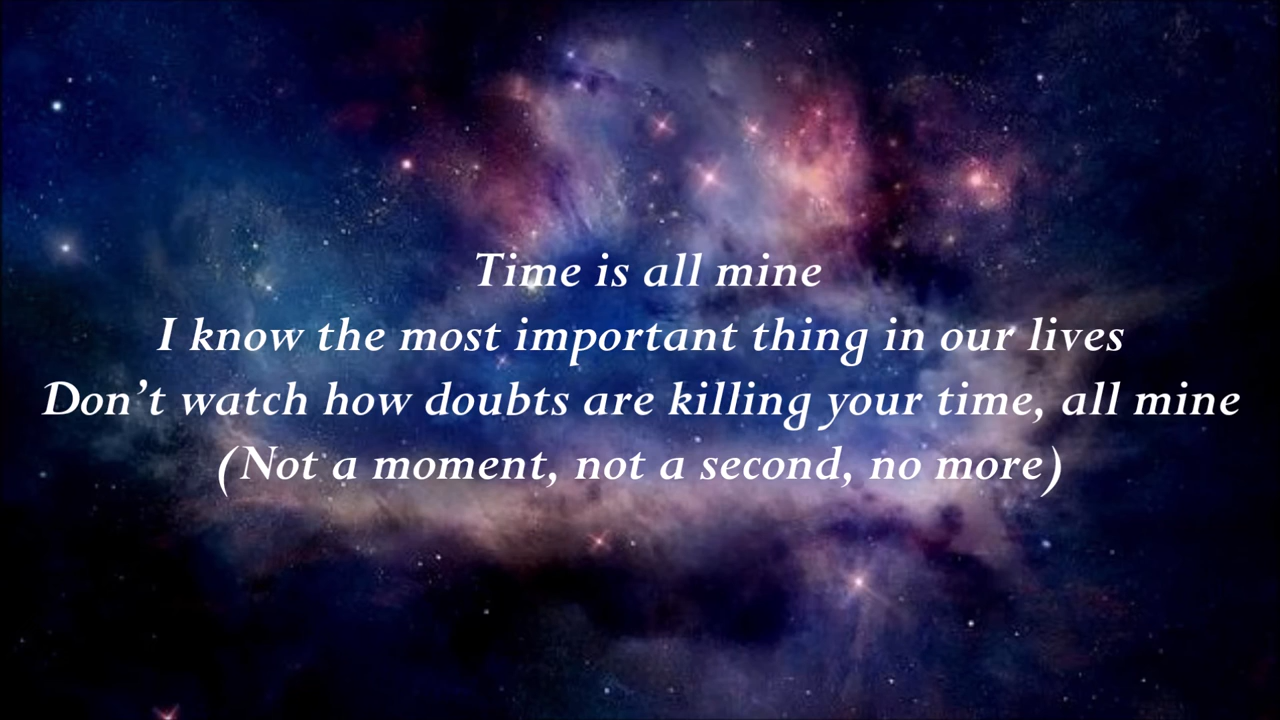 Time is all mine
I know the most important thing in our lives
Don’t watch how doubts are killing your time, all mine
(Not a moment, not a second, no more)